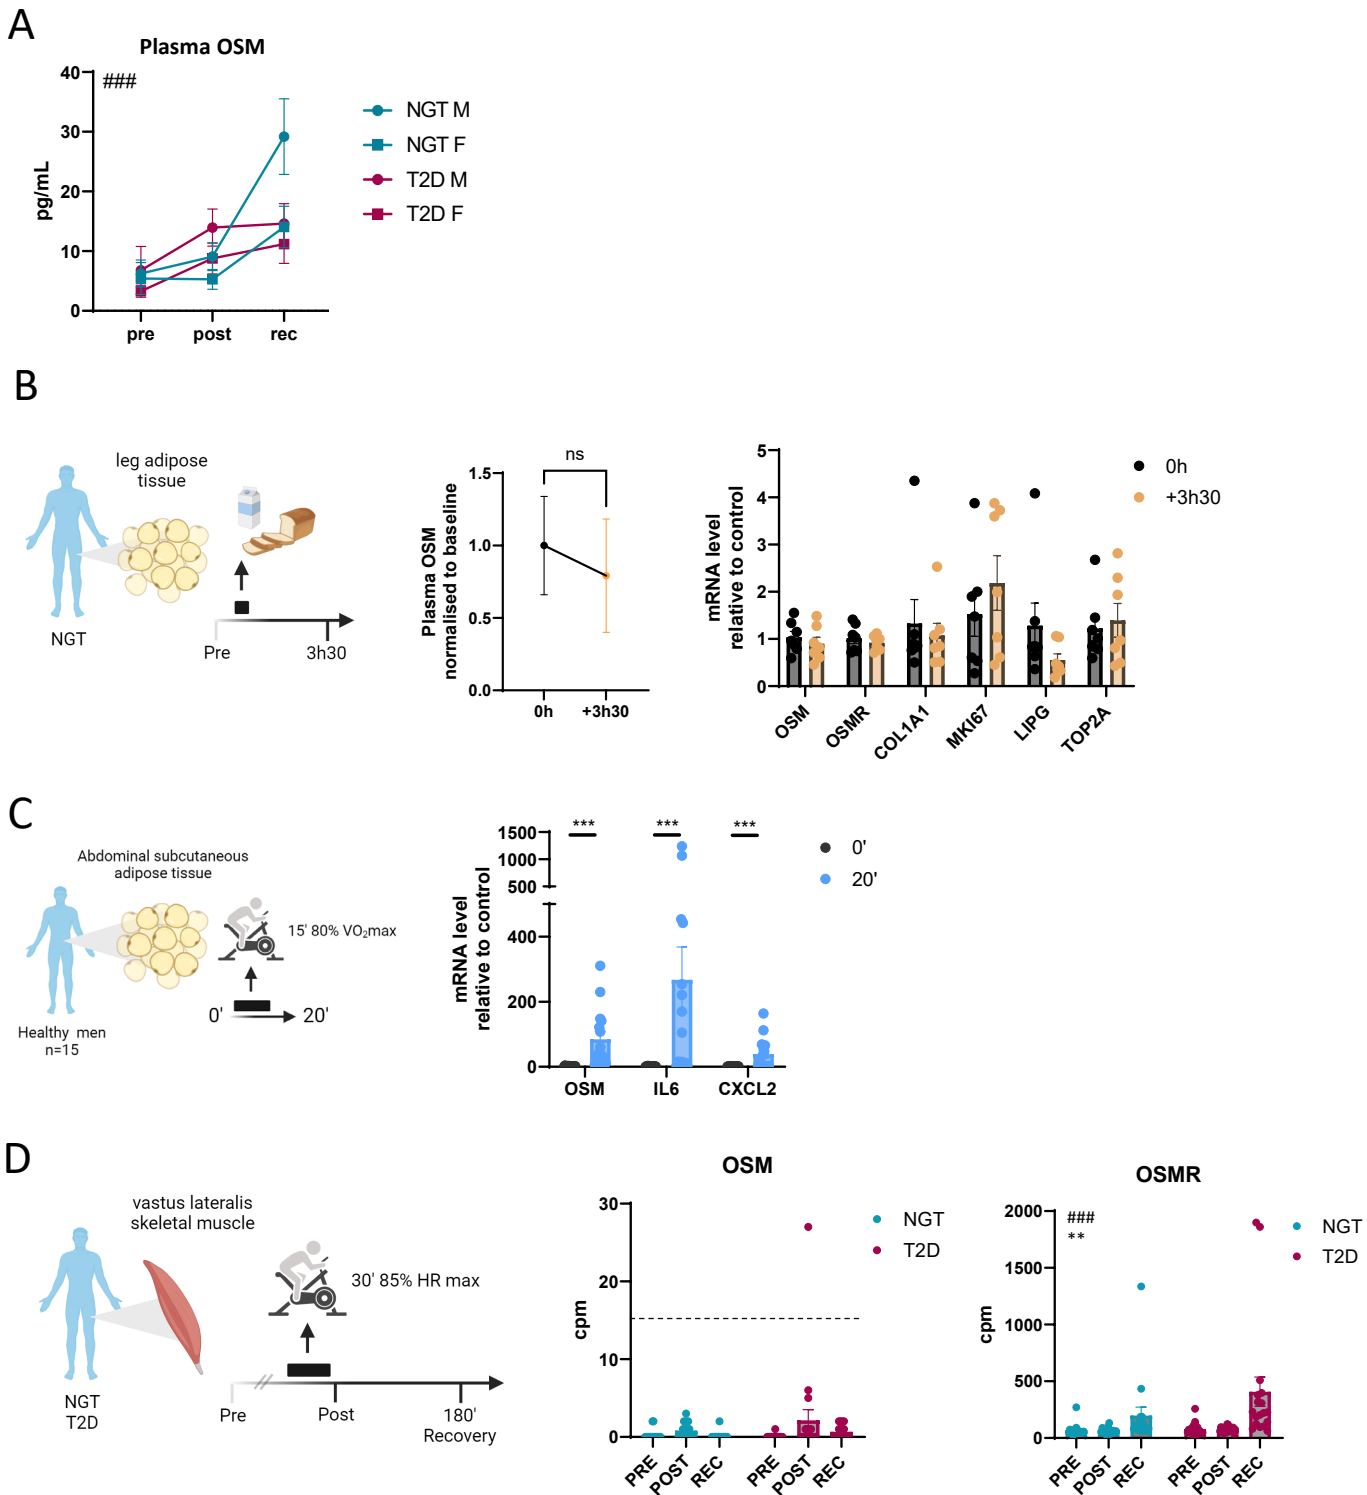 A
Plasma OSM
###
40
30
20
10
0
pg/mL
pre post rec
NGT M
NGT F
T2D M
T2D F
B
leg adipose
tissue
NGT
Pre 3h30
Plasma OSM
normalised to baseline
ns
1.5
1.0
0.5
0.0
0h +3h30
mRNA level
relative to control
5
4
3
2
1
0
OSM OSMR COL1A1 MKI67 LIPG TOP2A
0h
+3h30
C
Abdominal subcutaneous
adipose tissue
15' 80% VO₂max
0' 20'
Healthy men
n=15
mRNA level
relative to control
1500
1000
500
400
200
0
*** *** ***
OSM IL6 CXCL2
0'
20'
D
vastus lateralis
skeletal muscle
30' 85% HR max
NGT
T2D
Pre Post 180'
Recovery
OSM
30
20
10
0
cpm
PRE POST REC PRE POST REC
NGT
T2D
OSMR
###
**
2000
1500
1000
500
0
cpm
PRE POST REC PRE POST REC
NGT
T2D